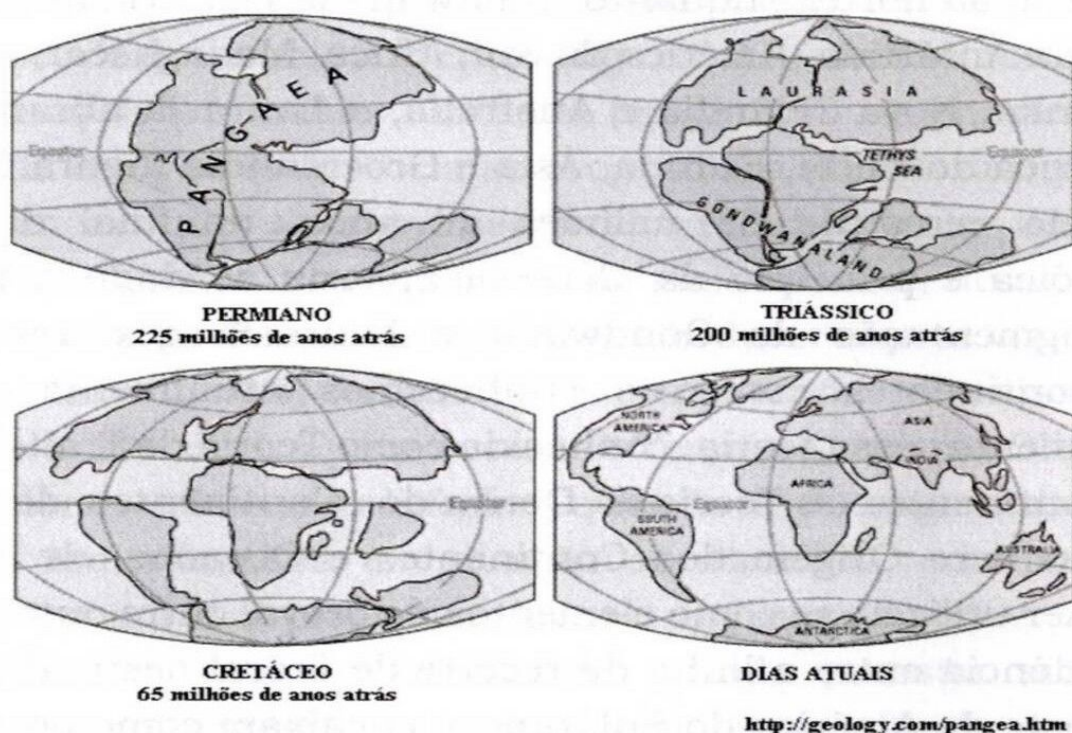 PANGAEA
Equator
PERMIANO
225 milhões de anos atrás
LAURASIA
Equator
TETHYS
SEA
GONDWANALAND
TRIÁSSICO
200 milhões de anos atrás
Equator
CRETÁCEO
65 milhões de anos atrás
NORTH
AMERICA
ASIA
INDIA
AFRICA
SOUTH
AMERICA
AUSTRALIA
ANTARCTICA
DIAS ATUAIS
http://geology.com/pangea.htm